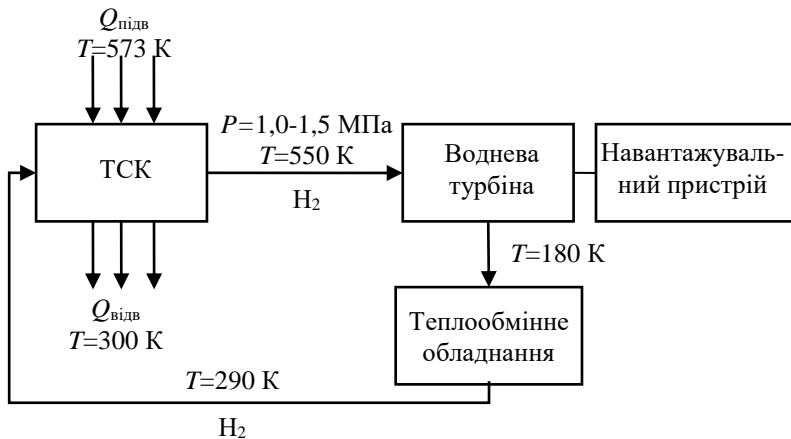 Qпідв
T=573 К
ТСК
P=1,0-1,5 МПа
T=550 К
H₂
Воднева
турбіна
Навантажуваль-
ний пристрій
T=180 К
Qвідв
T=300 К
Теплообмінне
обладнання
T=290 К
H₂